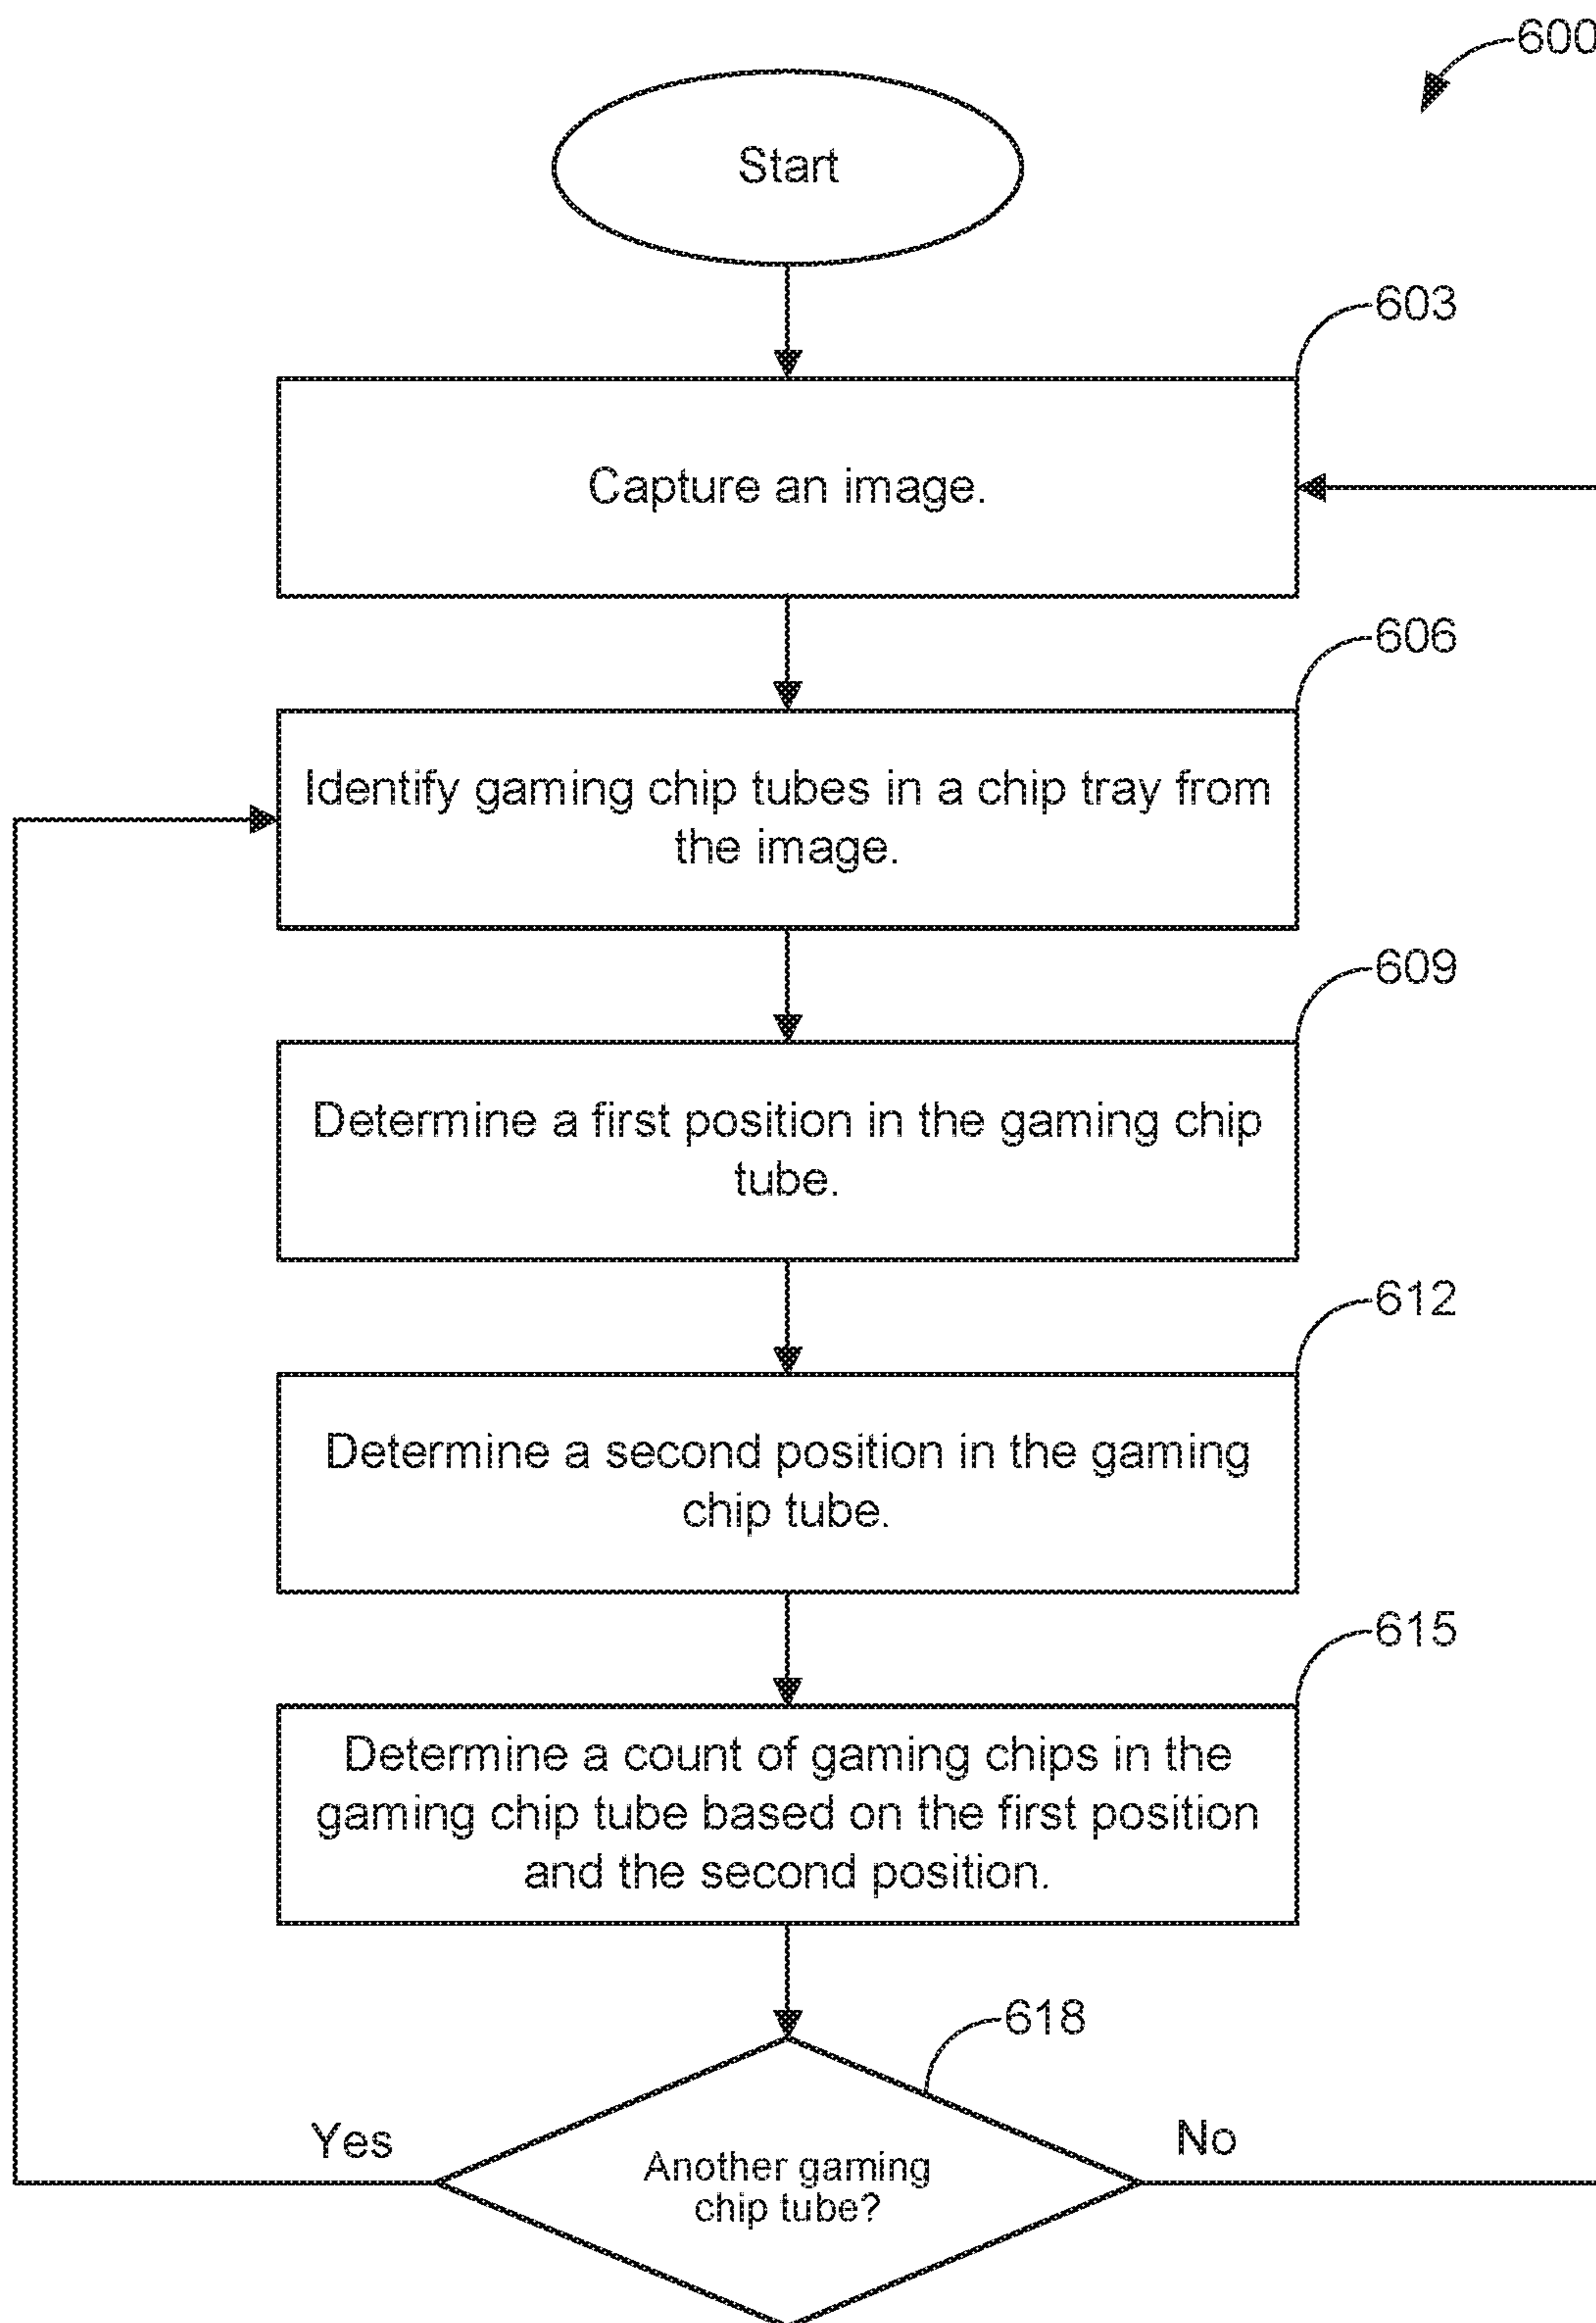 600
Start
603
Capture an image.
606
Identify gaming chip tubes in a chip tray from
the image.
609
Determine a first position in the gaming chip
tube.
612
Determine a second position in the gaming
chip tube.
615
Determine a count of gaming chips in the
gaming chip tube based on the first position
and the second position.
618
Yes
No
Another gaming
chip tube?